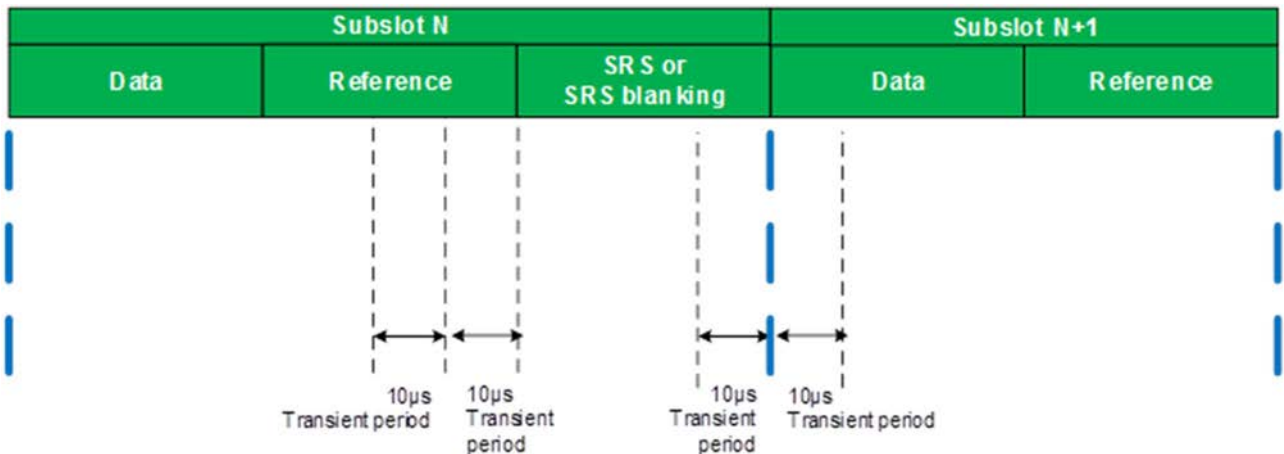 Subslot N
Subslot N+1
Data
Reference
SRS or
SRS blanking
Data
Reference
10µs
Transient period
10µs
Transient
period
10µs
Transient
period
10µs
Transient period